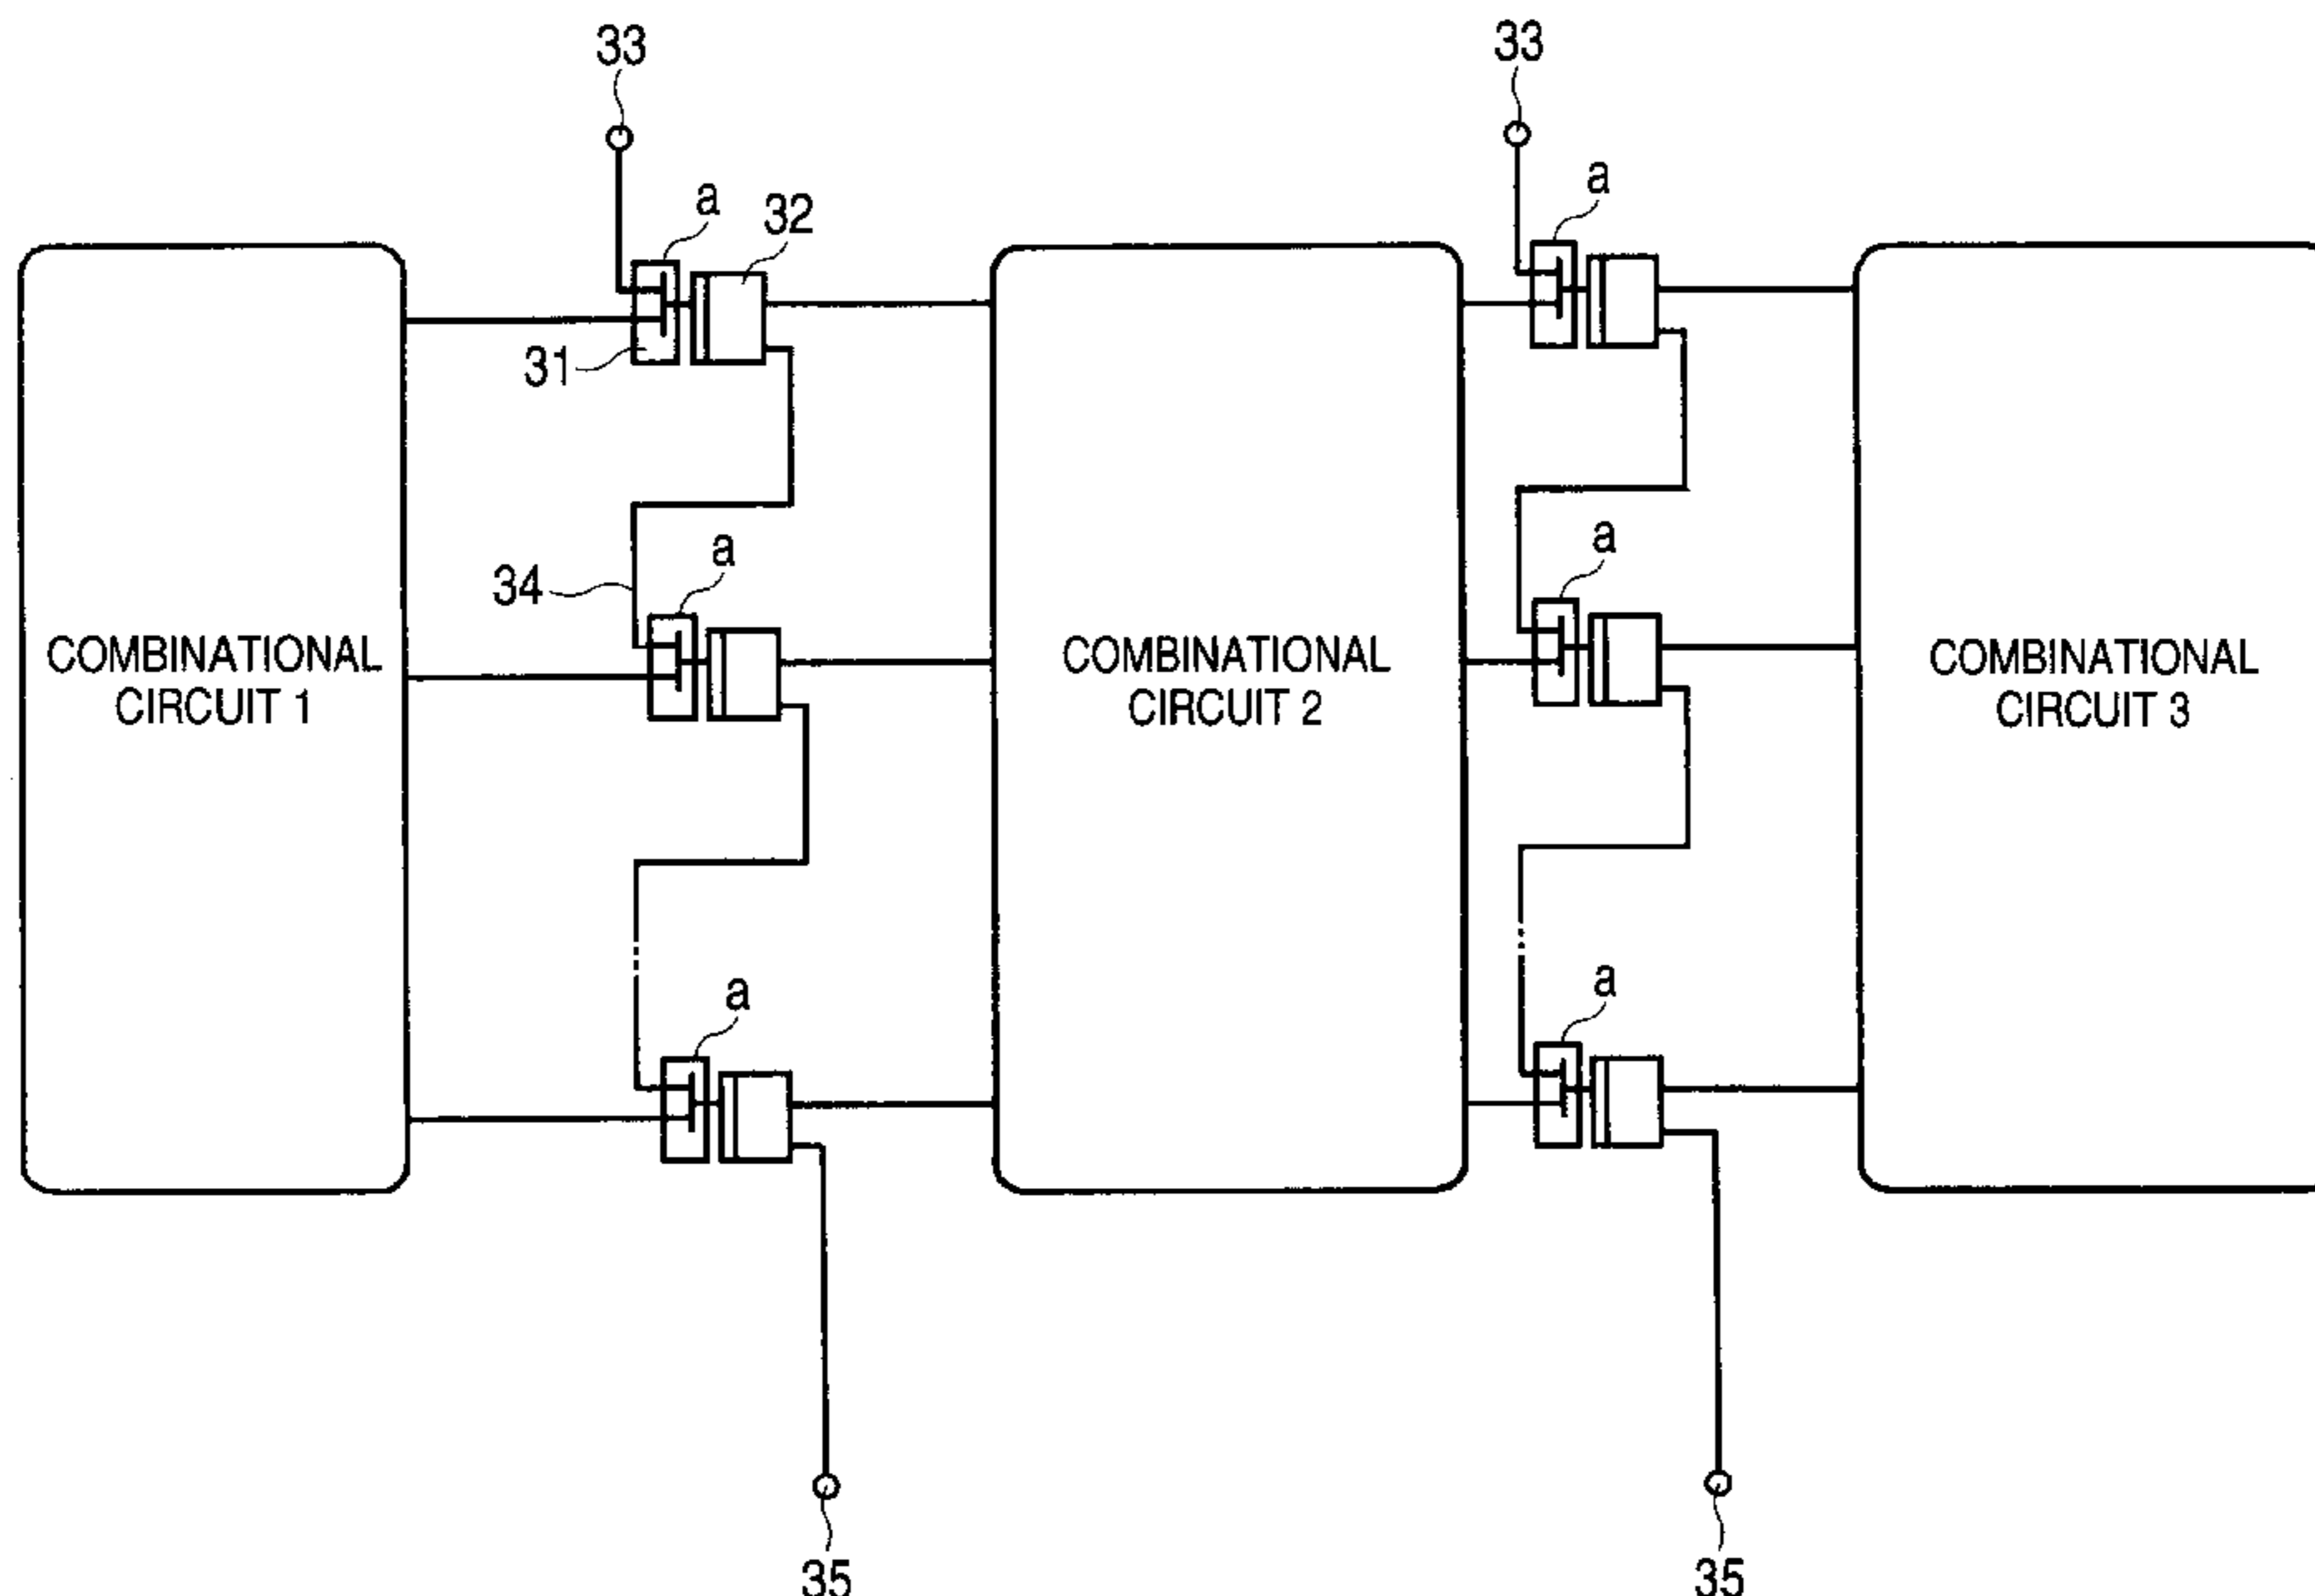 33
33
a
32
a
31
a
34
a
COMBINATIONAL
CIRCUIT 1
COMBINATIONAL
CIRCUIT 2
COMBINATIONAL
CIRCUIT 3
a
a
35
35